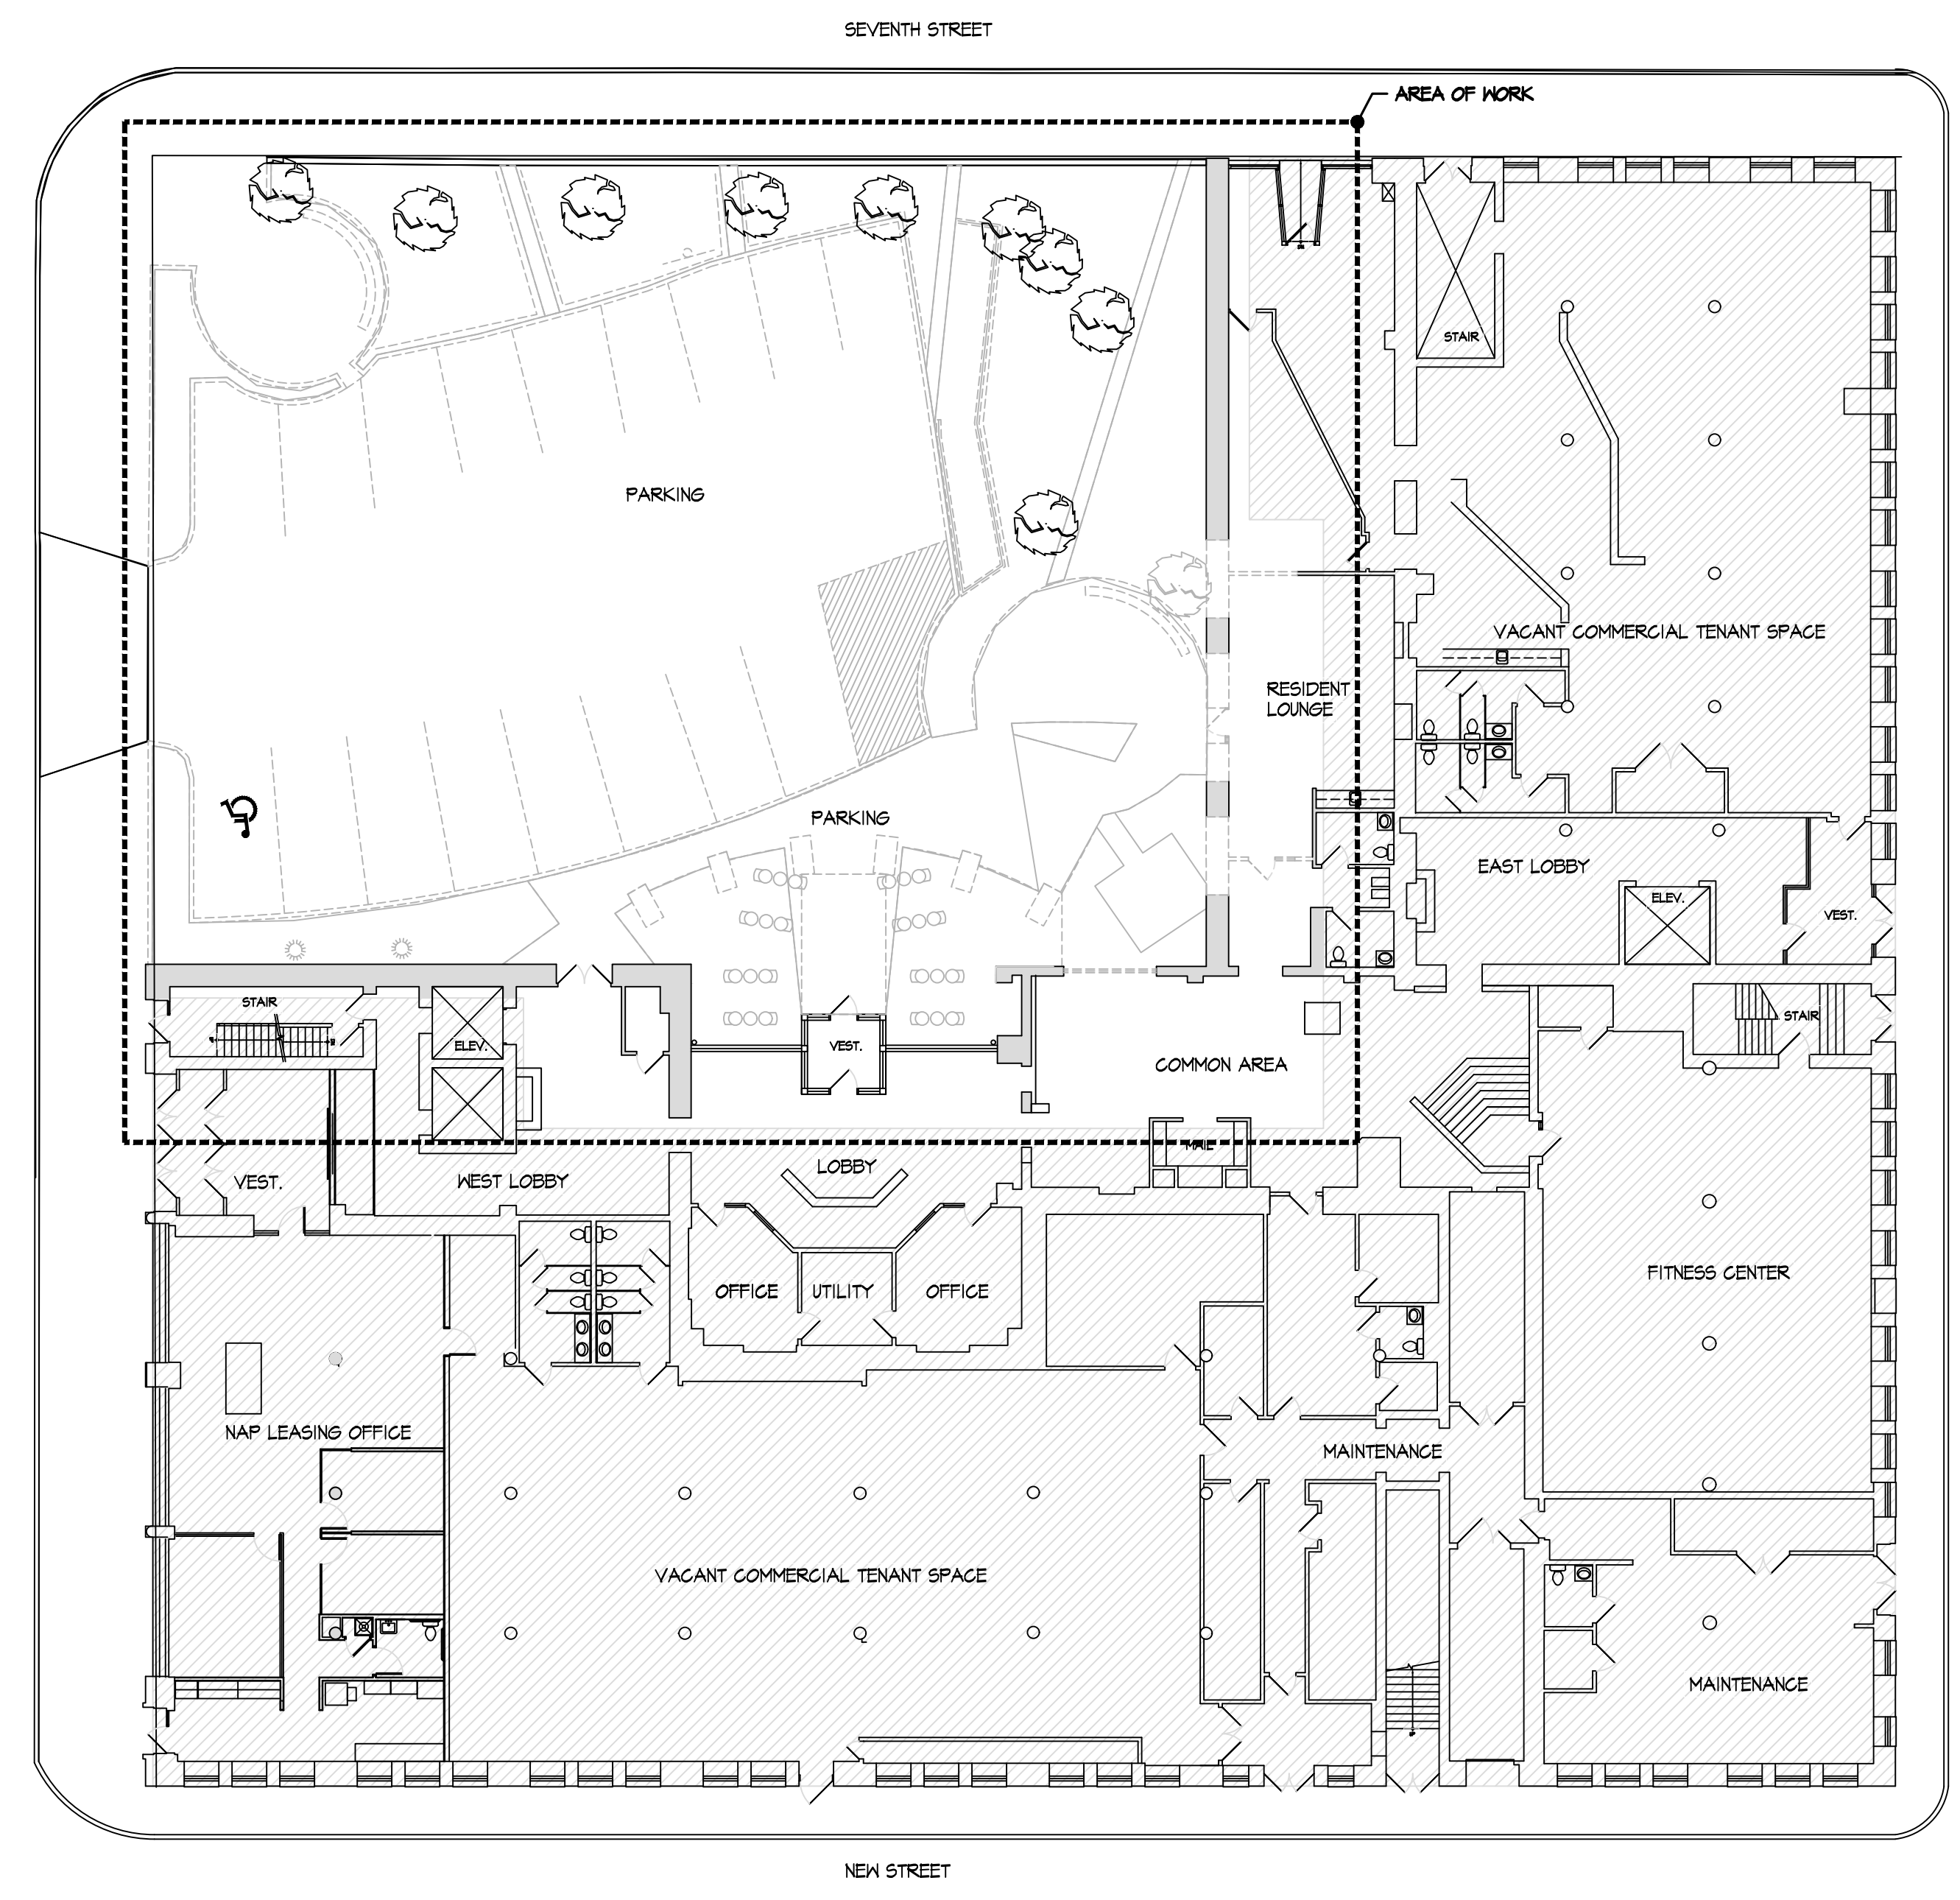 SEVENTH STREET
AREA OF WORK
STAIR
PARKING
VACANT COMMERCIAL TENANT SPACE
RESIDENT
LOUNGE
PARKING
EAST LOBBY
ELEV.
VEST.
STAIR
STAIR
ELEV.
VEST.
COMMON AREA
MAIL
LOBBY
VEST.
WEST LOBBY
FITNESS CENTER
OFFICE
UTILITY
OFFICE
NAP LEASING OFFICE
MAINTENANCE
VACANT COMMERCIAL TENANT SPACE
MAINTENANCE
NEW STREET